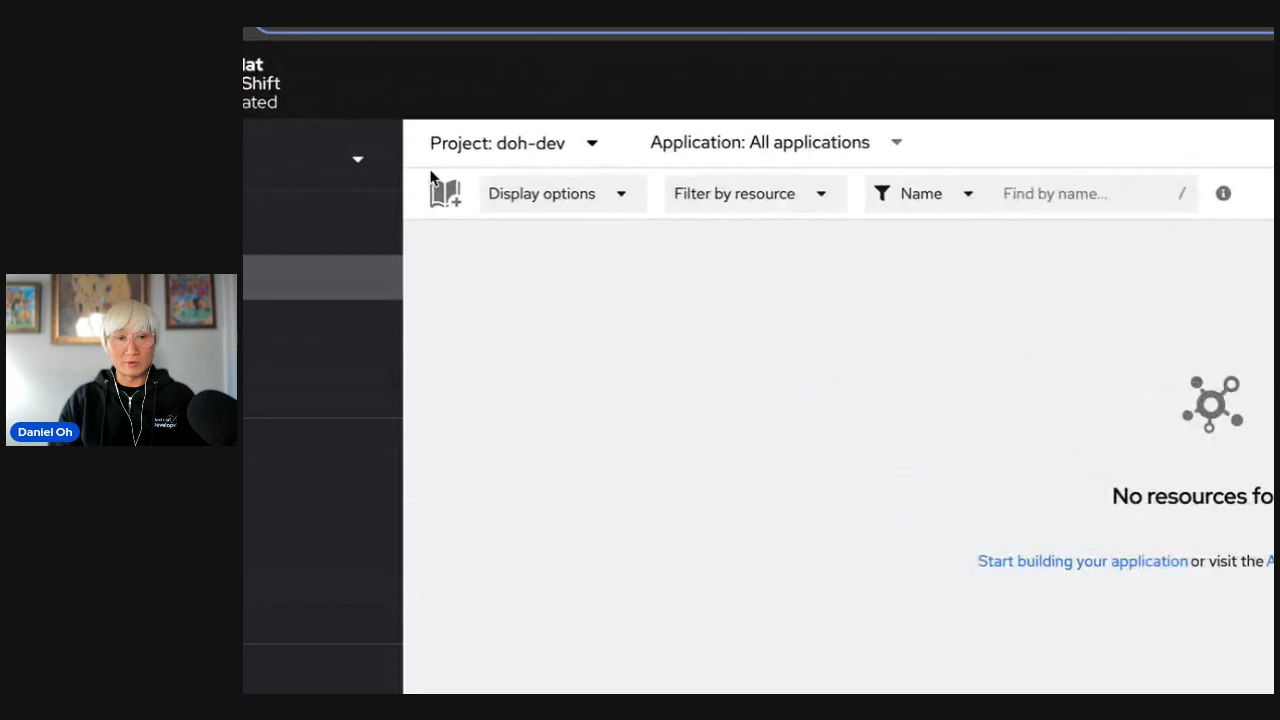 Hat
Shift
ated
Project: doh-dev
Application: All applications
Display options
Filter by resource
Name
Find by name...
/
No resources fo
Start building your application or visit the A
Daniel Oh